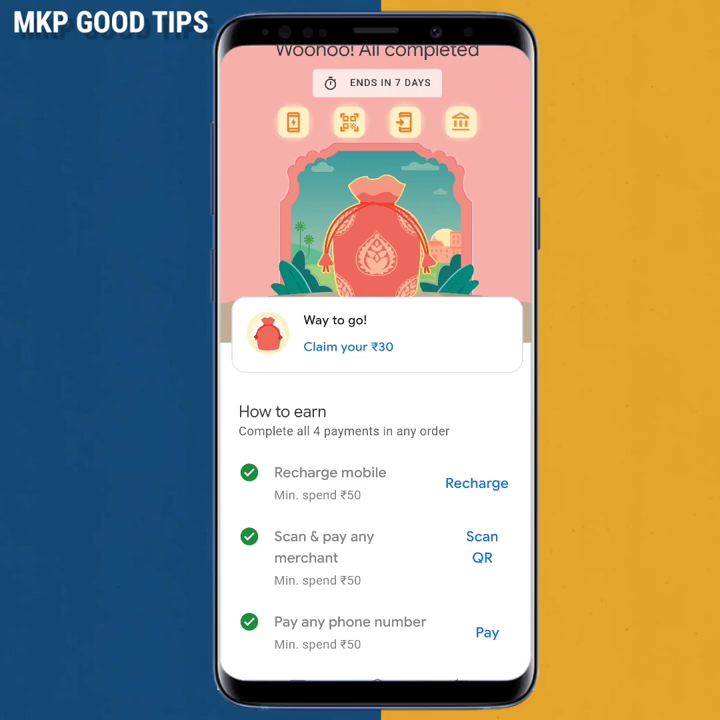 MKP GOOD TIPS
Woohoo! All completed
ENDS IN 7 DAYS
Way to go!
Claim your ₹30
How to earn
Complete all 4 payments in any order
Recharge mobile
Min. spend ₹50
Recharge
Scan & pay any
merchant
Min. spend ₹50
Scan
QR
Pay any phone number
Min. spend ₹50
Pay